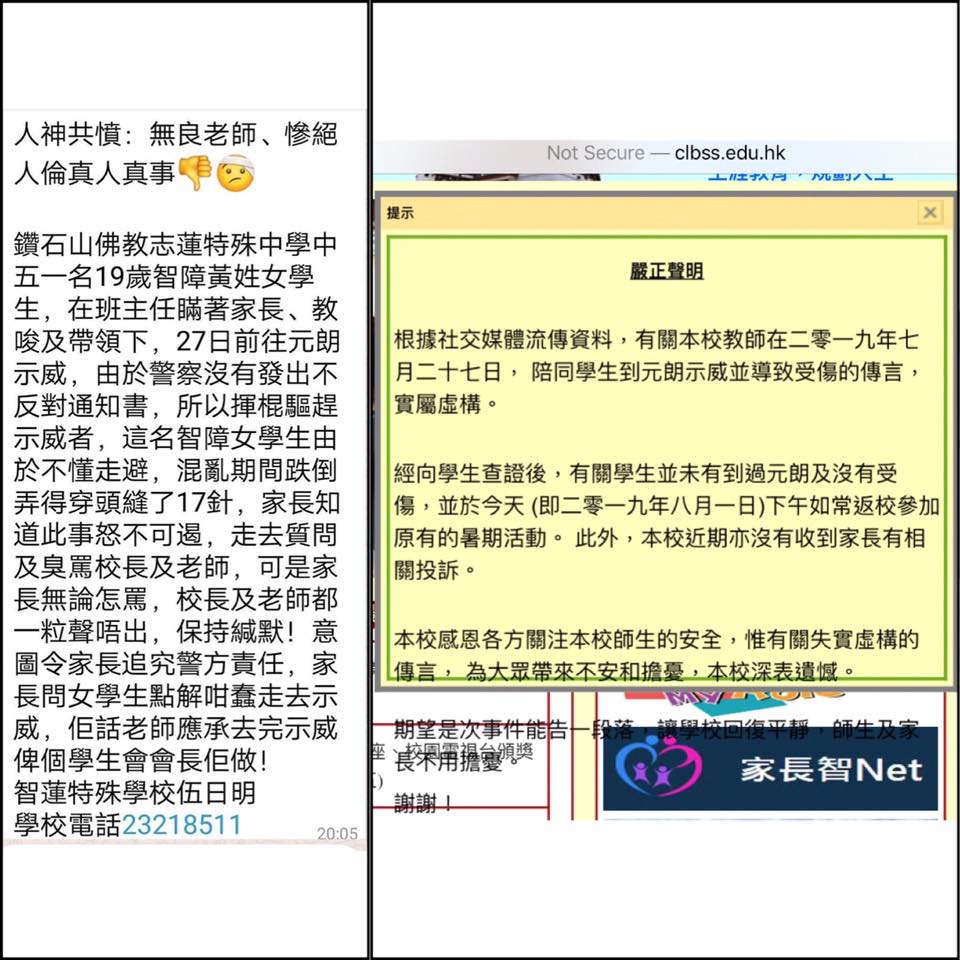 人神共憤：無良老師、慘絕
人倫真人真事👎🤕
鑽石山佛教志蓮特殊中學中
五一名19歲智障黃姓女學
生，在班主任瞞著家長、教
唆及帶領下，27日前往元朗
示威，由於警察沒有發出不
反對通知書，所以揮棍驅趕
示威者，這名智障女學生由
於不懂走避，混亂期間跌倒
弄得穿頭縫了17針，家長知
道此事怒不可遏，走去質問
及臭罵校長及老師，可是家
長無論怎罵，校長及老師都
一粒聲唔出，保持緘默！意
圖令家長追究警方責任，家
長問女學生點解咁蠢走去示
威，佢話老師應承去完示威
俾個學生會會長佢做！
智蓮特殊學校伍日明
學校電話23218511
20:05
Not Secure — clbss.edu.hk
生涯教育，規劃人生
提示
嚴正聲明
根據社交媒體流傳資料，有關本校教師在二零一九年七
月二十七日， 陪同學生到元朗示威並導致受傷的傳言，
實屬虛構。
經向學生查證後，有關學生並未有到過元朗及沒有受
傷，並於今天 (即二零一九年八月一日)下午如常返校參加
原有的暑期活動。 此外，本校近期亦沒有收到家長有相
關投訴。
本校感恩各方關注本校師生的安全，惟有關失實虛構的
傳言， 為大眾帶來不安和擔憂，本校深表遺憾。
期望是次事件能告一段落，讓學校回復平靜，師生及家
長不用擔憂。
謝謝！
座、校園電視台頒獎
家長智Net